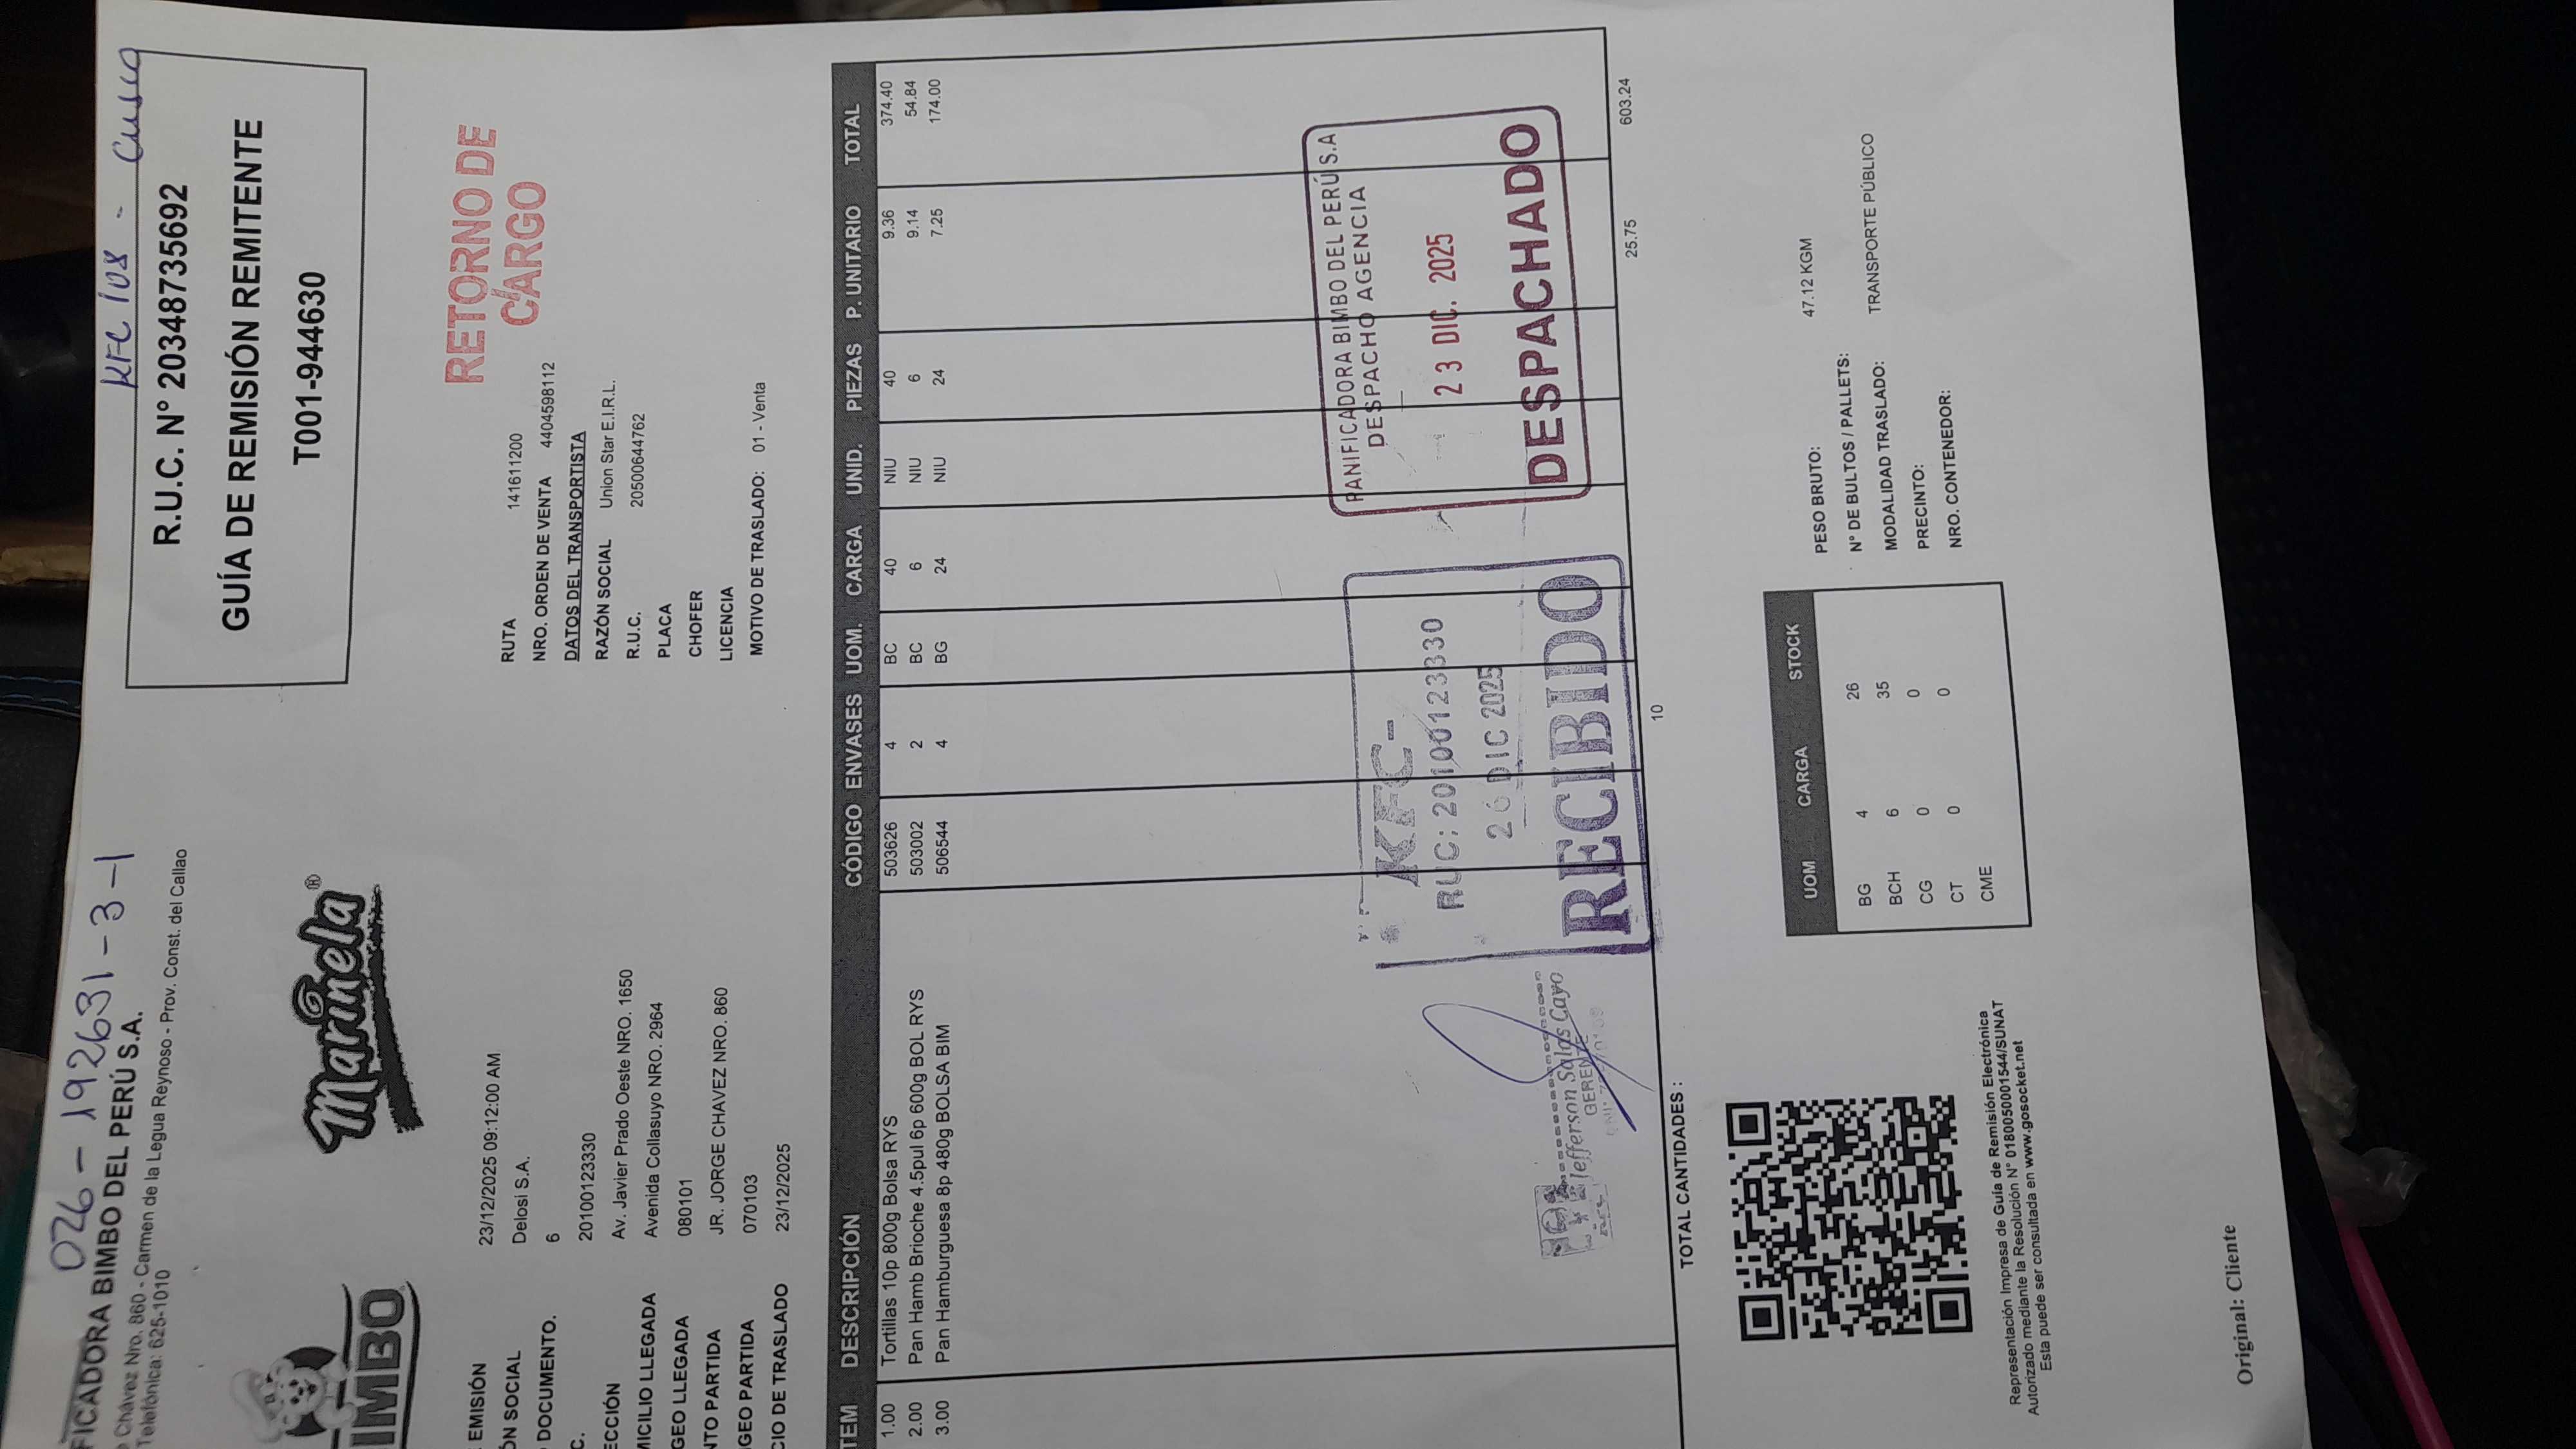 026-192631-3-1
KFC 108 - Cusco
FICADORA BIMBO DEL PERÚ S.A.
Chávez Nro. 860 - Carmen de la Legua Reynoso - Prov. Const. del Callao
Telefónica: 625-1010
IMBO
Marinela ®
R.U.C. N° 20348735692
GUÍA DE REMISIÓN REMITENTE
T001-944630
RETORNO DE
CARGO
EMISIÓN 23/12/2025 09:12:00 AM
ÓN SOCIAL Delosi S.A.
DOCUMENTO. 6
C. 20100123330
ECCIÓN Av. Javier Prado Oeste NRO. 1650
MICILIO LLEGADA Avenida Collasuyo NRO. 2964
GEO LLEGADA 080101
NTO PARTIDA JR. JORGE CHAVEZ NRO. 860
GEO PARTIDA 070103
CIO DE TRASLADO 23/12/2025
RUTA 141611200
NRO. ORDEN DE VENTA 4404598112
DATOS DEL TRANSPORTISTA
RAZÓN SOCIAL Union Star E.I.R.L.
R.U.C. 20500644762
PLACA
CHOFER
LICENCIA
MOTIVO DE TRASLADO: 01 - Venta
TEM DESCRIPCIÓN CÓDIGO ENVASES UOM. CARGA UNID. PIEZAS P. UNITARIO TOTAL
1.00 Tortillas 10p 800g Bolsa RYS 503626 4 BC 40 NIU 40 9.36 374.40
2.00 Pan Hamb Brioche 4.5pul 6p 600g BOL RYS 503002 2 BC 6 NIU 6 9.14 54.84
3.00 Pan Hamburguesa 8p 480g BOLSA BIM 506544 4 BG 24 NIU 24 7.25 174.00
Jefferson Salas Cayo
GERENTE
KFC-
RUC: 20100123330
26 DIC 2025
RECIBIDO
PANIFICADORA BIMBO DEL PERÚ S.A
DESPACHO AGENCIA
23 DIC. 2025
DESPACHADO
TOTAL CANTIDADES : 10 25.75 603.24
UOM CARGA STOCK
BG 4 26
BCH 6 35
CG 0 0
CT 0 0
CME
PESO BRUTO: 47.12 KGM
N° DE BULTOS / PALLETS:
MODALIDAD TRASLADO: TRANSPORTE PÚBLICO
PRECINTO:
NRO. CONTENEDOR:
Representación Impresa de Guía de Remisión Electrónica
Autorizado mediante la Resolución N° 0180050001544/SUNAT
Esta puede ser consultada en www.gosocket.net
Original: Cliente